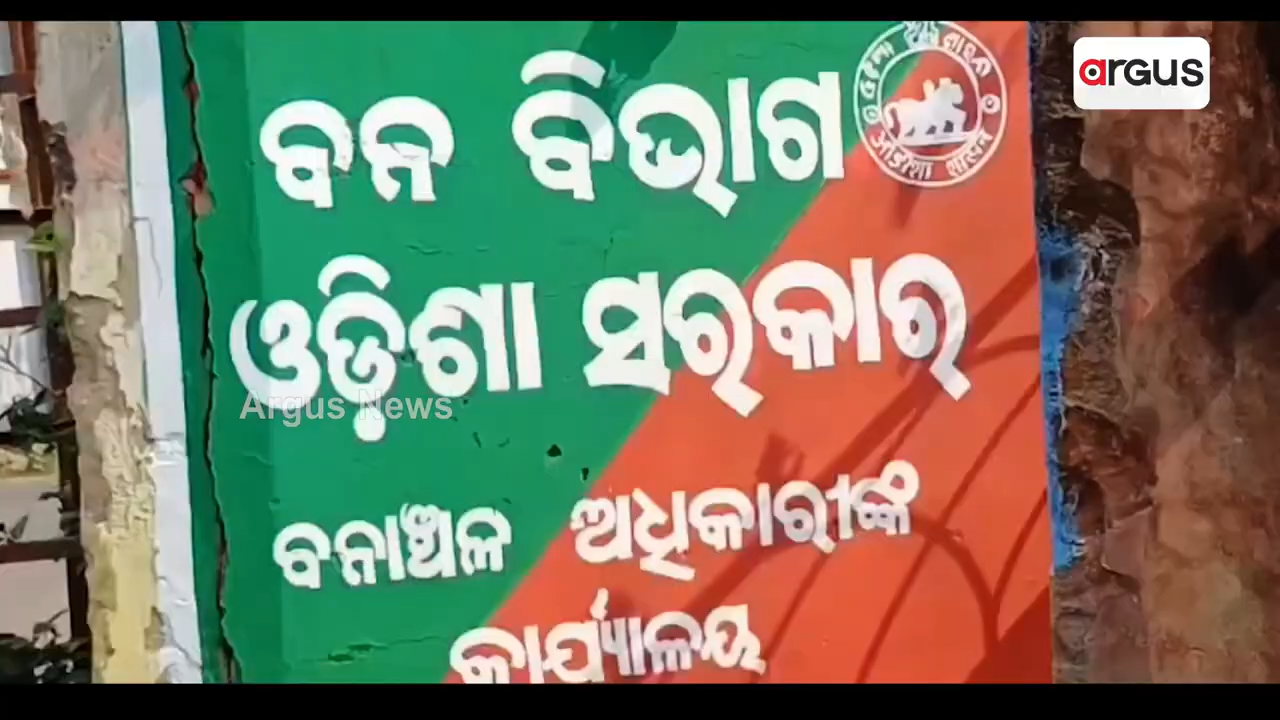 ବନ ବିଭାଗ
ଓଡ଼ିଶା ସରକାର
ବନାଞ୍ଚଳ ଅଧିକାରୀଙ୍କ
କାର୍ଯ୍ୟାଳୟ
argus
Argus News